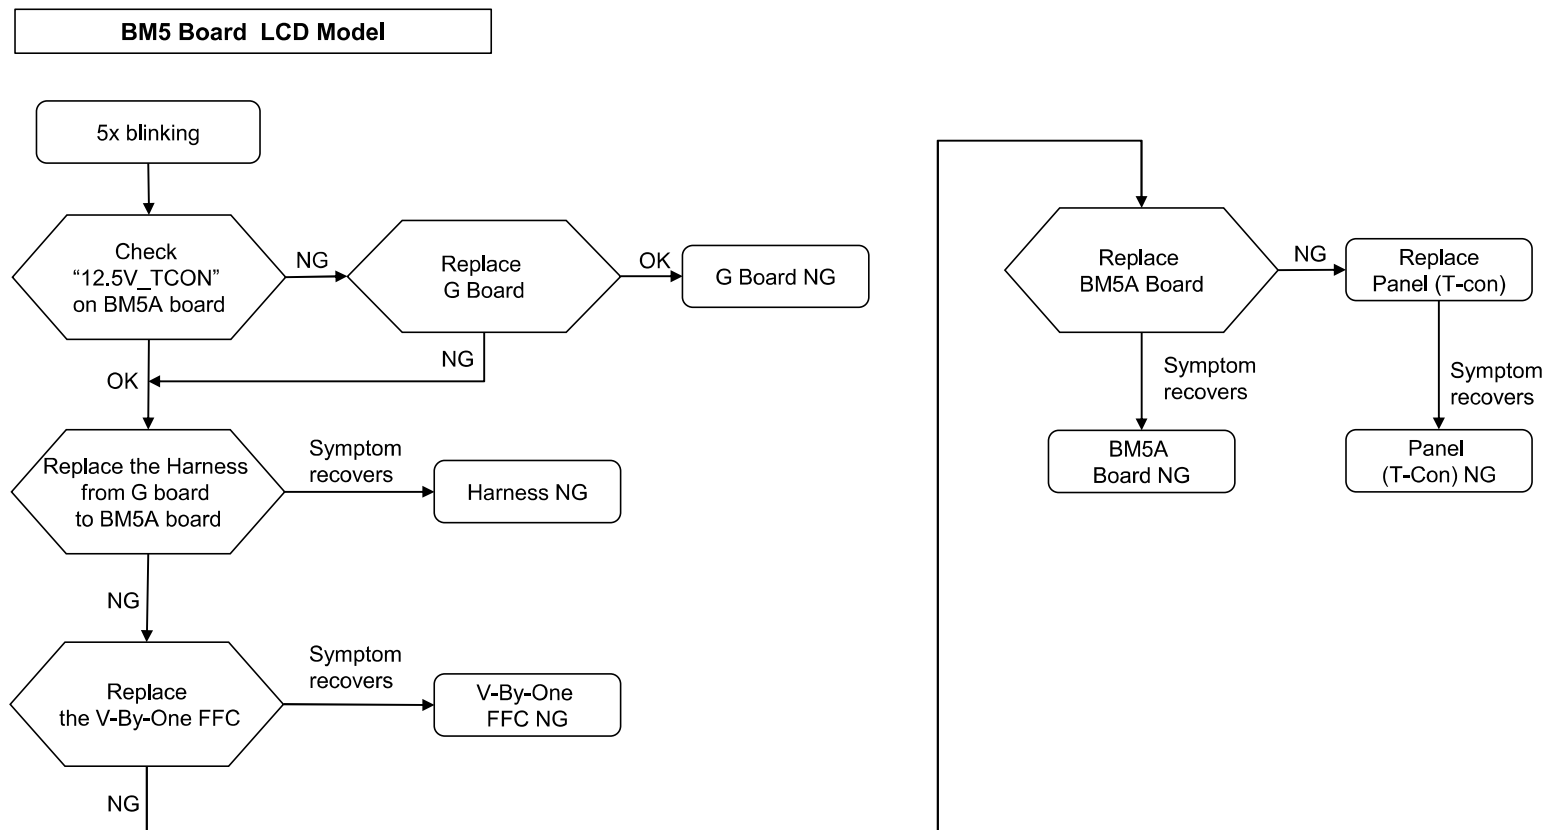 BM5 Board  LCD Model
5x blinking
Check
“12.5V_TCON”
on BM5A board
NG
Replace
G Board
OK
G Board NG
NG
OK
Replace the Harness
from G board
to BM5A board
Symptom
recovers
Harness NG
NG
Replace
the V-By-One FFC
Symptom
recovers
V-By-One
FFC NG
NG
Replace
BM5A Board
NG
Replace
Panel (T-con)
Symptom
recovers
BM5A
Board NG
Symptom
recovers
Panel
(T-Con) NG